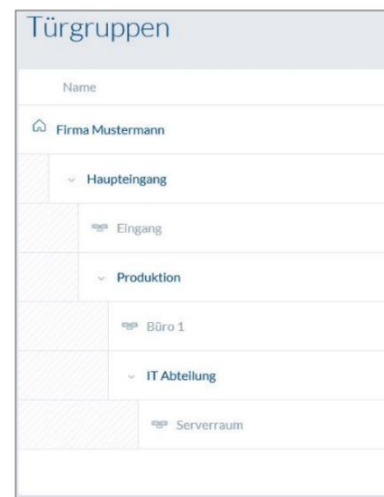 Türgruppen
Name
Firma Mustermann
Haupteingang
Eingang
Produktion
Büro 1
IT Abteilung
Serverraum